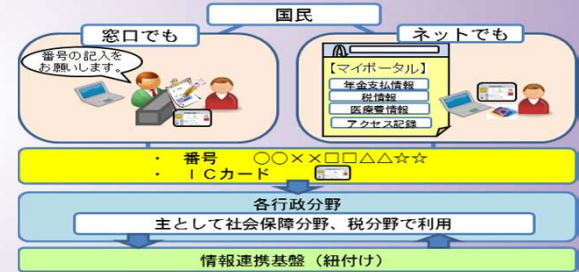 国民
窓口でも
ネットでも
番号の記入を
お願いします。
【マイポータル】
年金支払情報
税情報
医療費情報
アクセス記録
・ 番号 ○○××□□△△☆☆
・ ＩＣカード
各行政分野
主として社会保障分野、税分野で利用
情報連携基盤（紐付け）